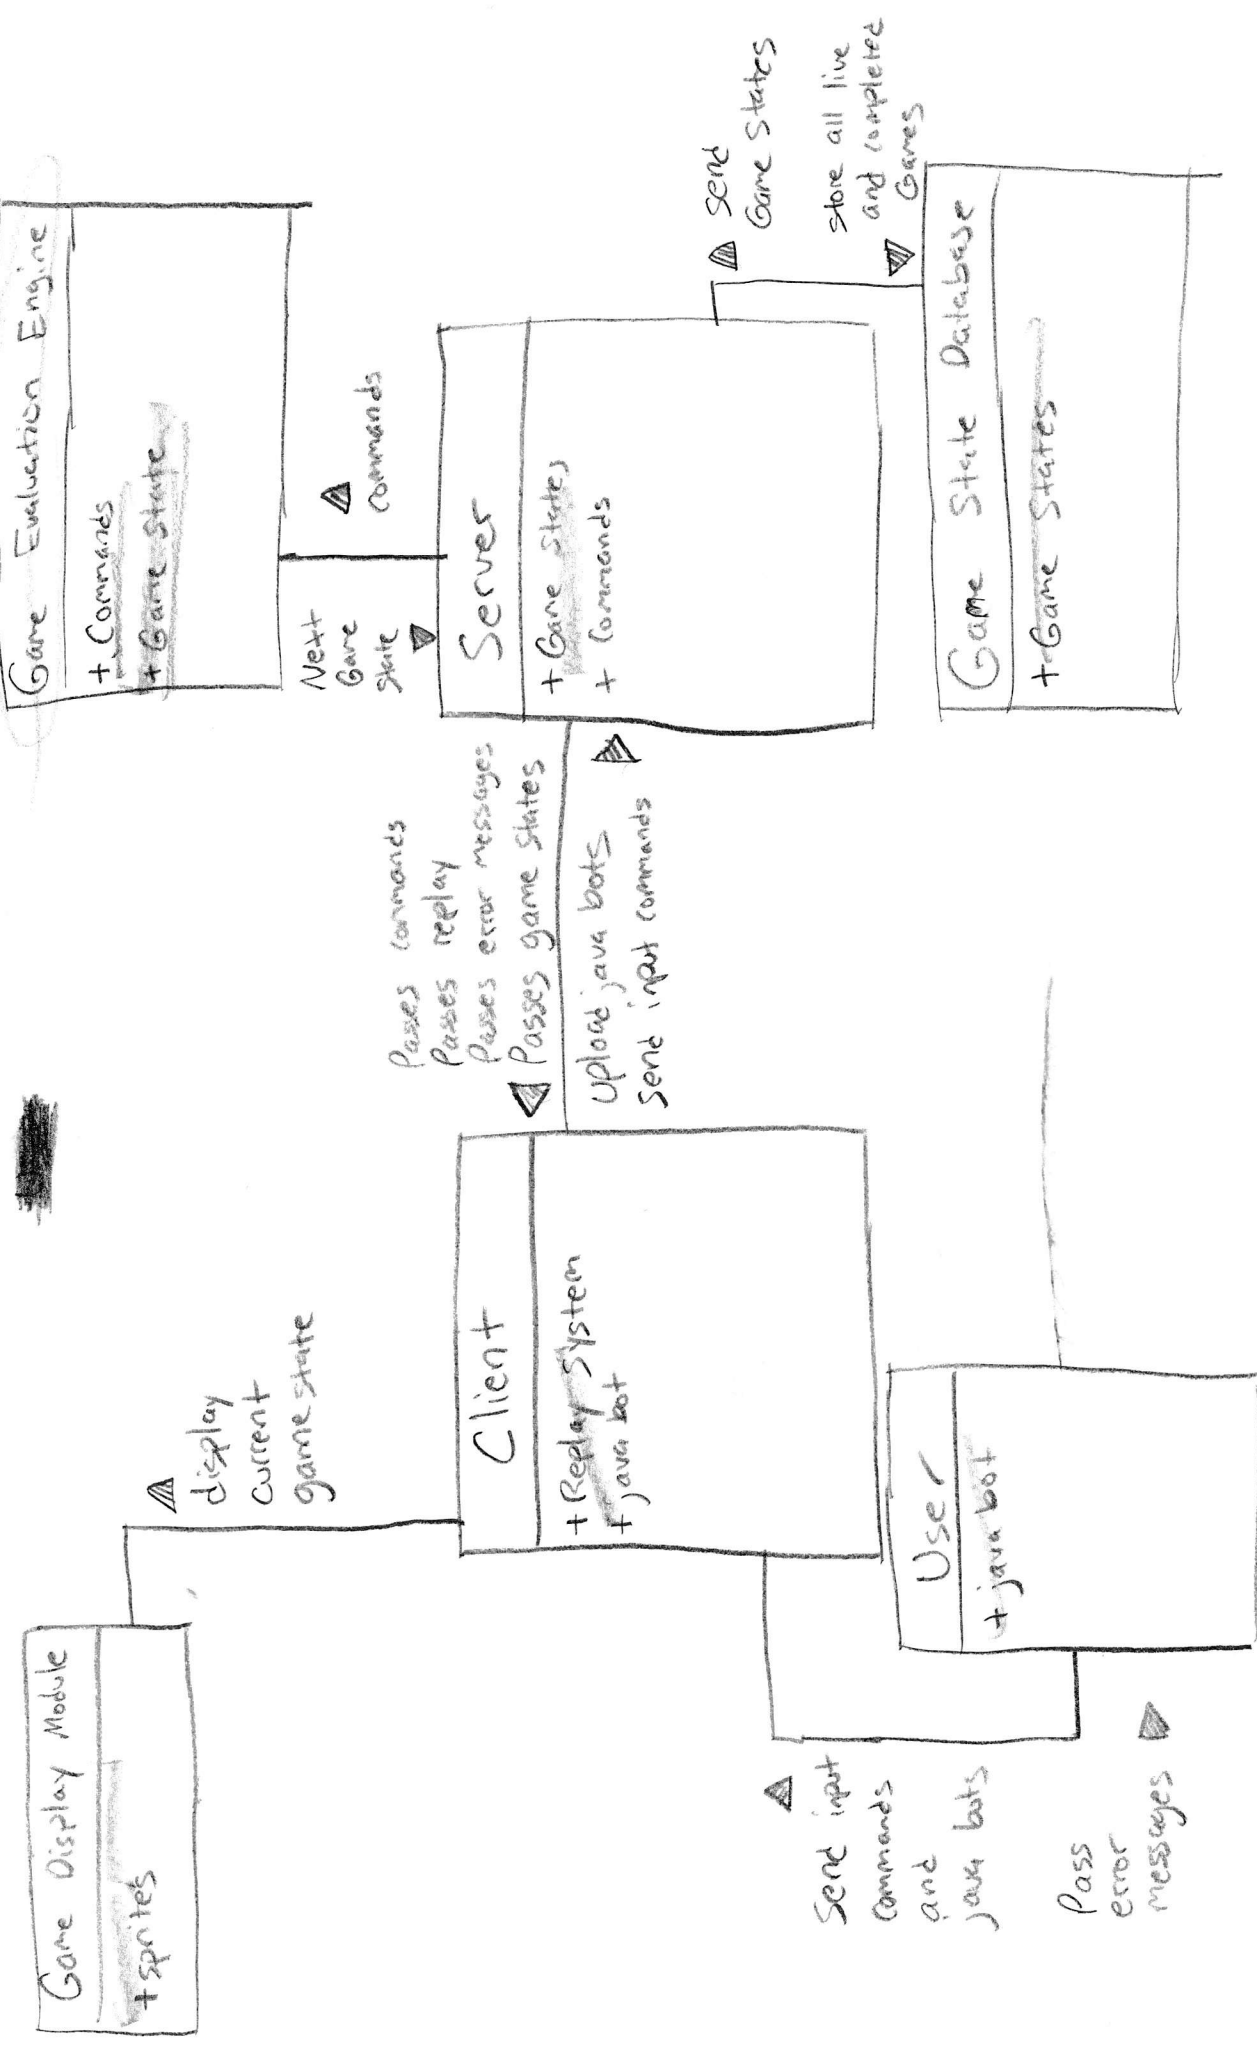 Game Display Module
+ sprites
display
current
game state
Client
+ Replay System
+ java bot
Send input
commands
and
java bots
Pass
error
messages
User
+ java bot
Passes commands
Passes replay
Passes error messages
Passes game states
Upload java bots
Send input commands
Game Evaluation Engine
+ Commands
+ Game State
Next
Game
State
commands
Server
+ Game States
+ Commands
Send
Game States
store all live
and completed
Games
Game State Database
+ Game States